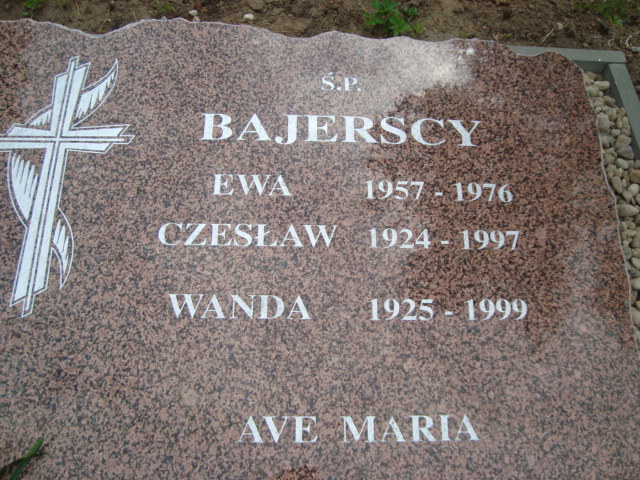 Ś.P.
BAJERSCY
EWA 1957 - 1976
CZESŁAW 1924 - 1997
WANDA 1925 - 1999
AVE MARIA